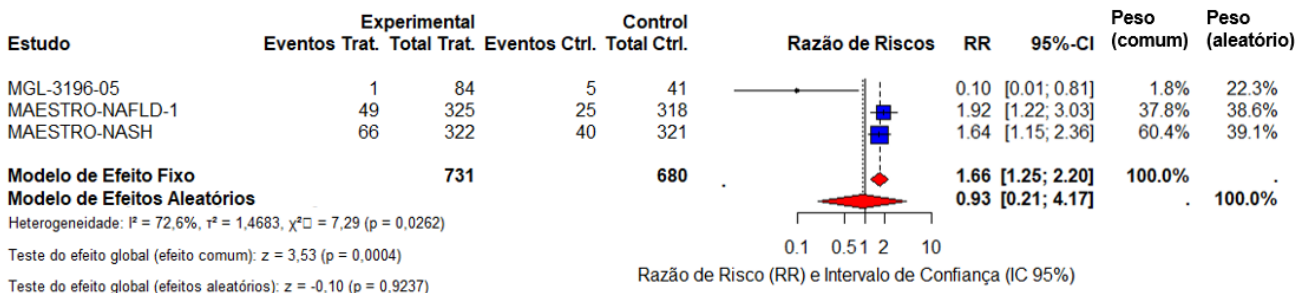 Experimental Control Peso Peso
Estudo Eventos Trat. Total Trat. Eventos Ctrl. Total Ctrl. Razão de Riscos RR 95%-CI (comum) (aleatório)
MGL-3196-05 1 84 5 41 0.10 [0.01; 0.81] 1.8% 22.3%
MAESTRO-NAFLD-1 49 325 25 318 1.92 [1.22; 3.03] 37.8% 38.6%
MAESTRO-NASH 66 322 40 321 1.64 [1.15; 2.36] 60.4% 39.1%
Modelo de Efeito Fixo 731 680 . 1.66 [1.25; 2.20] 100.0% .
Modelo de Efeitos Aleatórios 0.93 [0.21; 4.17] . 100.0%
Heterogeneidade: I² = 72,6%, τ² = 1,4683, χ²□ = 7,29 (p = 0,0262)
0.1 0.5 1 2 10
Teste do efeito global (efeito comum): z = 3,53 (p = 0,0004)
Razão de Risco (RR) e Intervalo de Confiança (IC 95%)
Teste do efeito global (efeitos aleatórios): z = -0,10 (p = 0,9237)